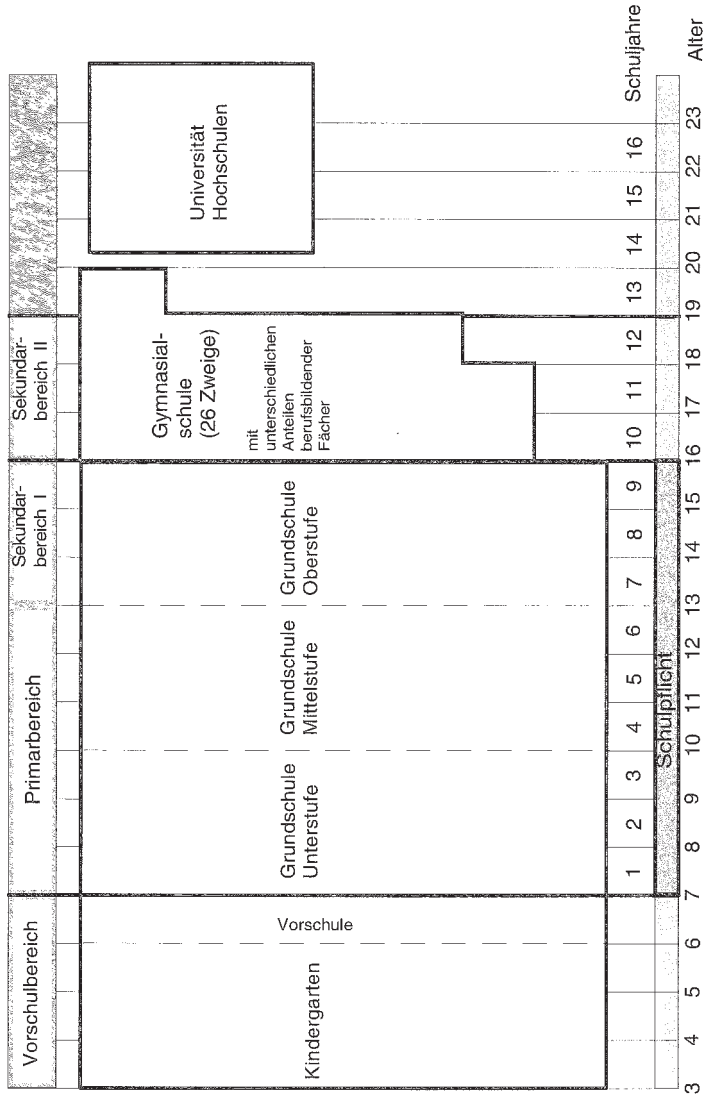 Vorschulbereich
Primarbereich
Sekundar-
bereich I
Sekundar-
bereich II
Kindergarten
Vorschule
Grundschule
Unterstufe
Grundschule
Mittelstufe
Grundschule
Oberstufe
Gymnasial-
schule
(26 Zweige)
mit
unterschiedlichen
Anteilen
berufsbildender
Fächer
Universität
Hochschulen
1 2 3 4 5 6 7 8 9 10 11 12 13 14 15 16 Schuljahre
Schulpflicht
3 4 5 6 7 8 9 10 11 12 13 14 15 16 17 18 19 20 21 22 23 Alter